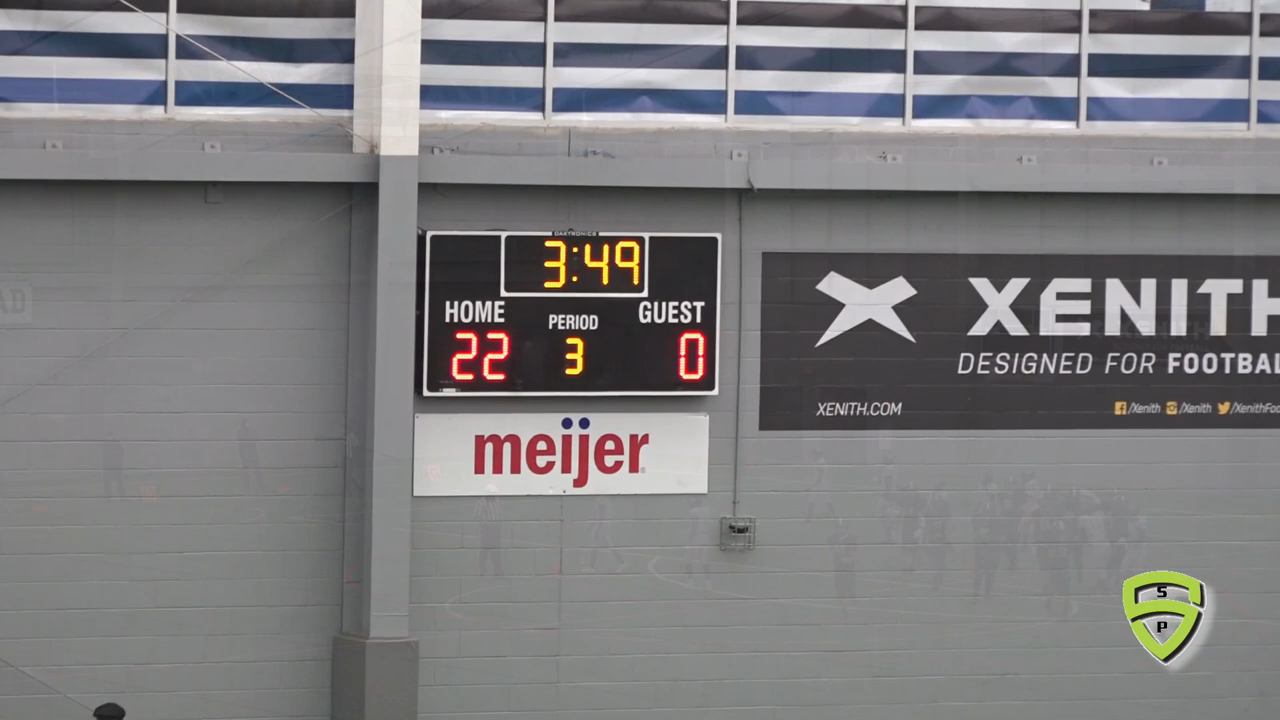 DAKTRONICS
3:49
HOME
PERIOD
GUEST
22
3
0
meijer
XENITH
DESIGNED FOR FOOTBAL
XENITH.COM
/Xenith
/Xenith
/XenithFoo
S
P